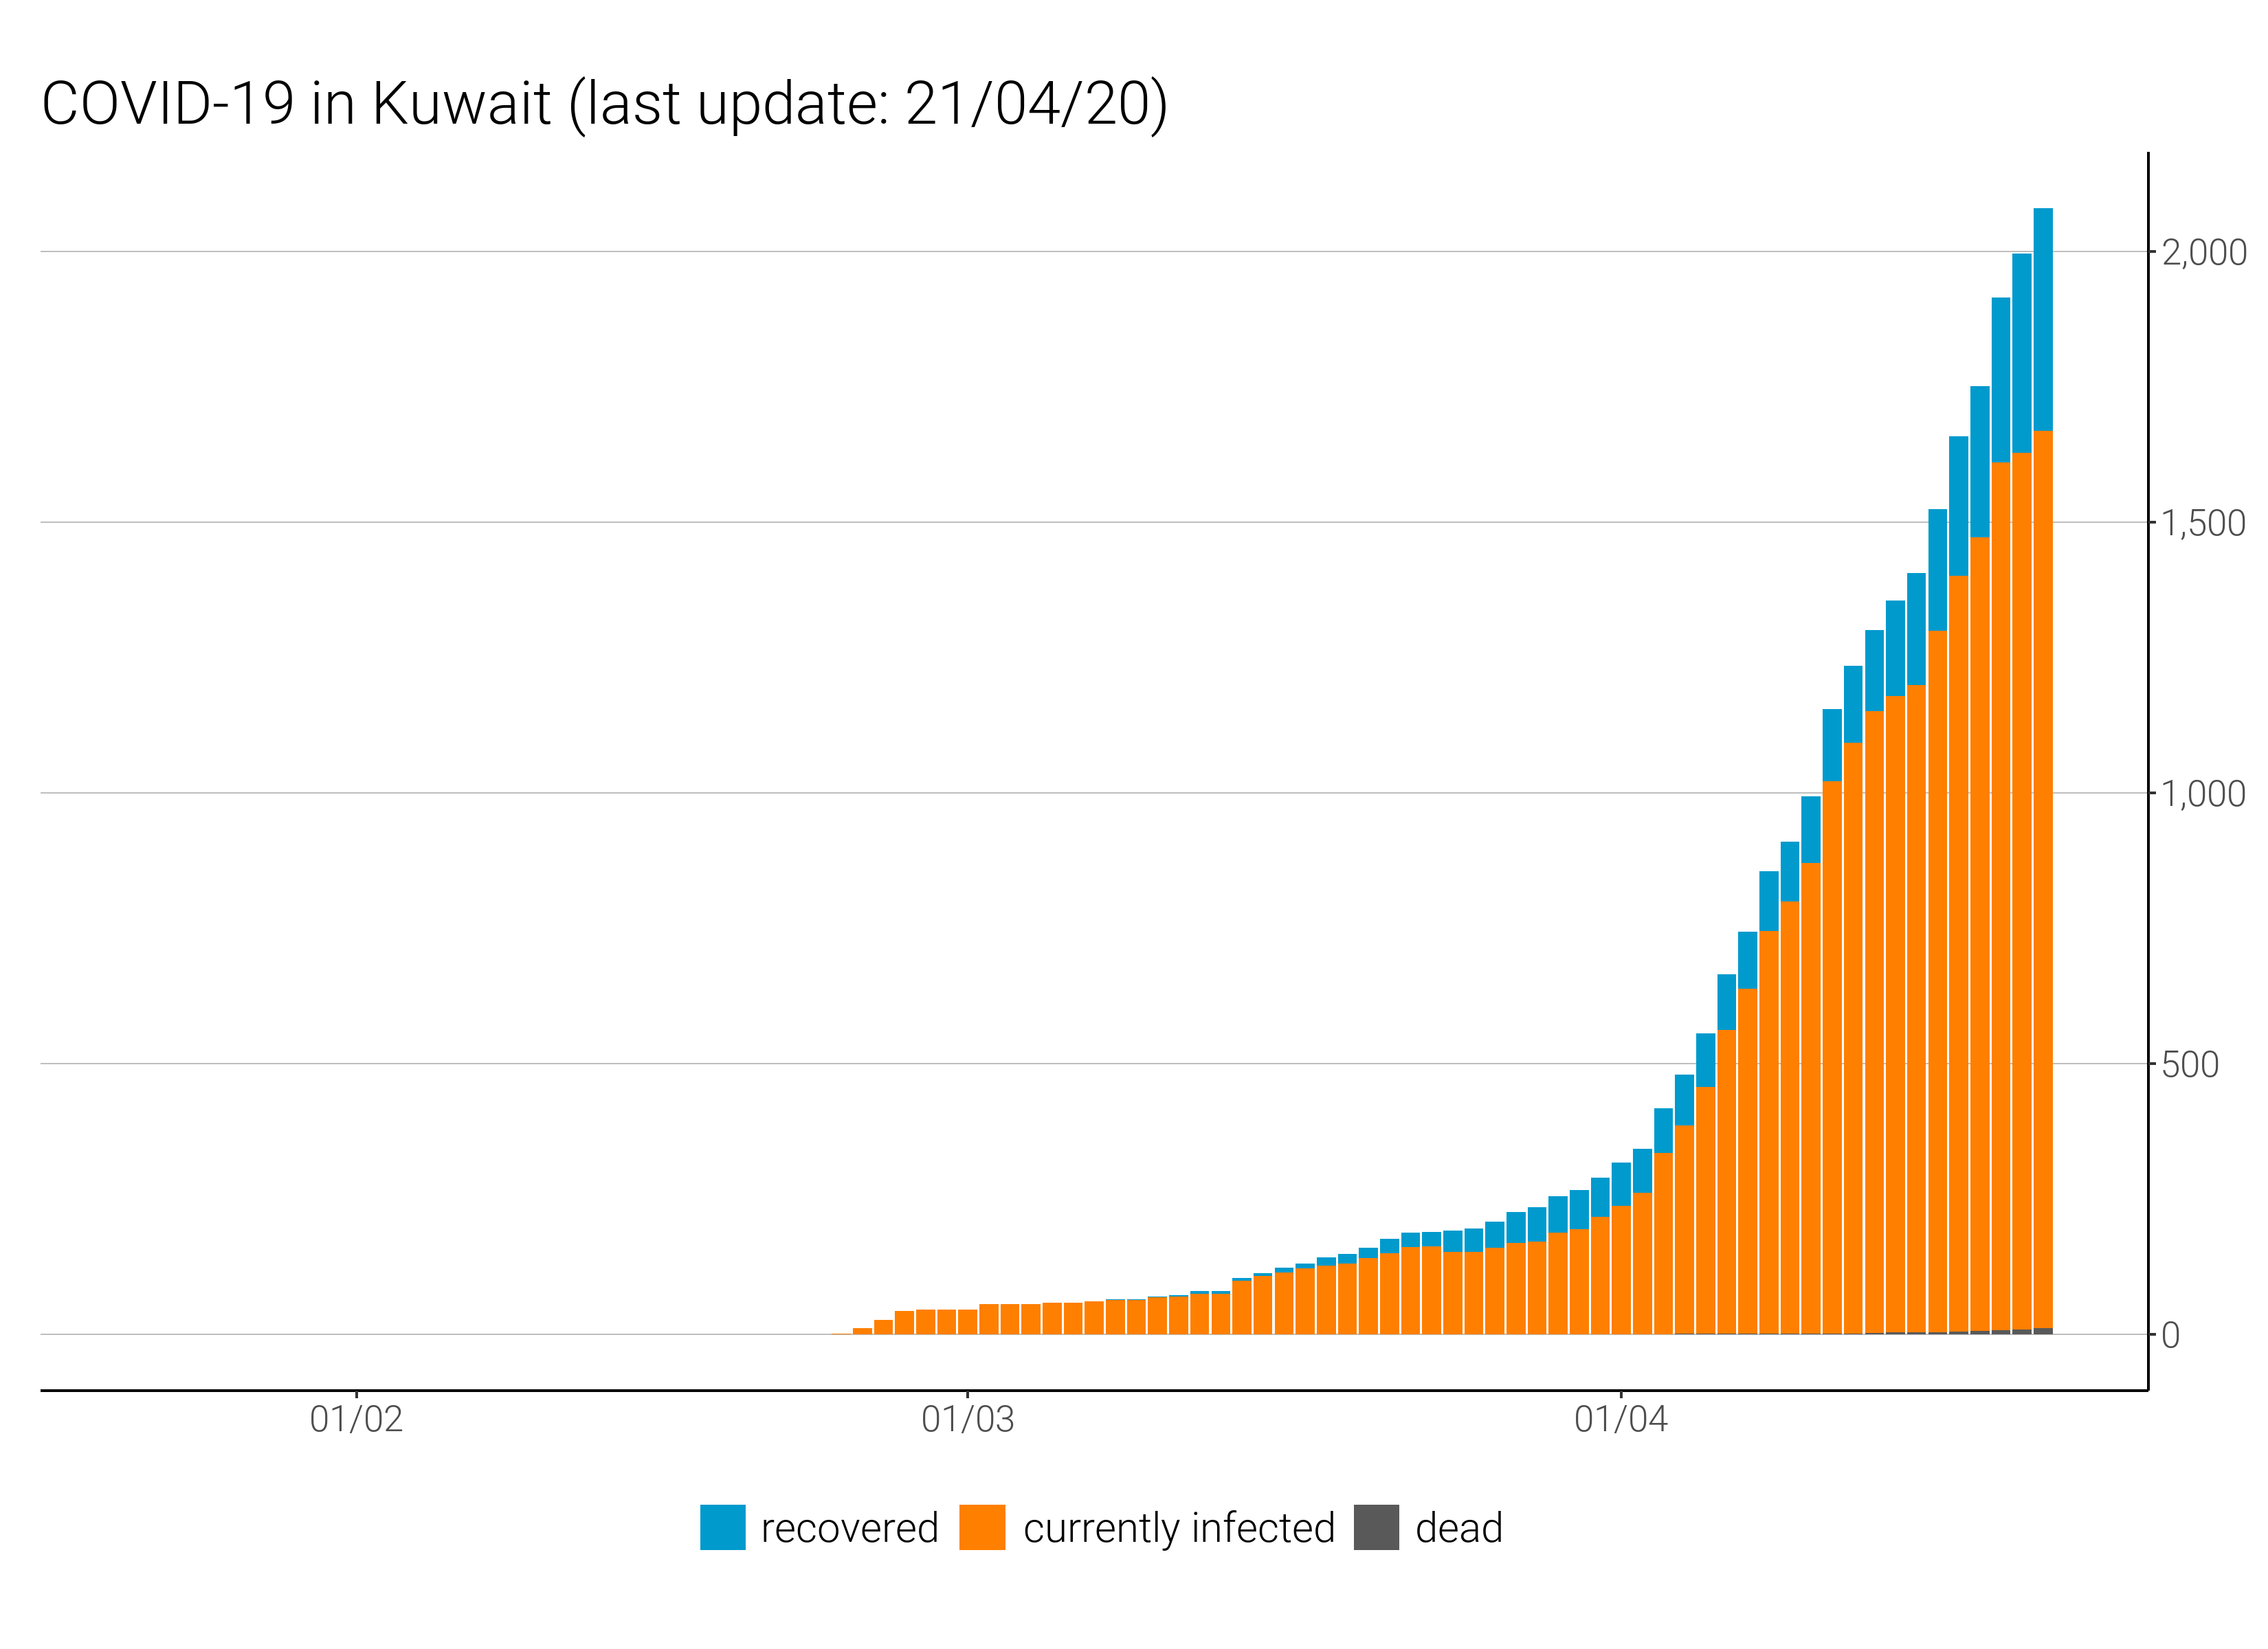 COVID-19 in Kuwait (last update: 21/04/20)
2,000
1,500
1,000
500
0
01/02 01/03 01/04
recovered currently infected dead